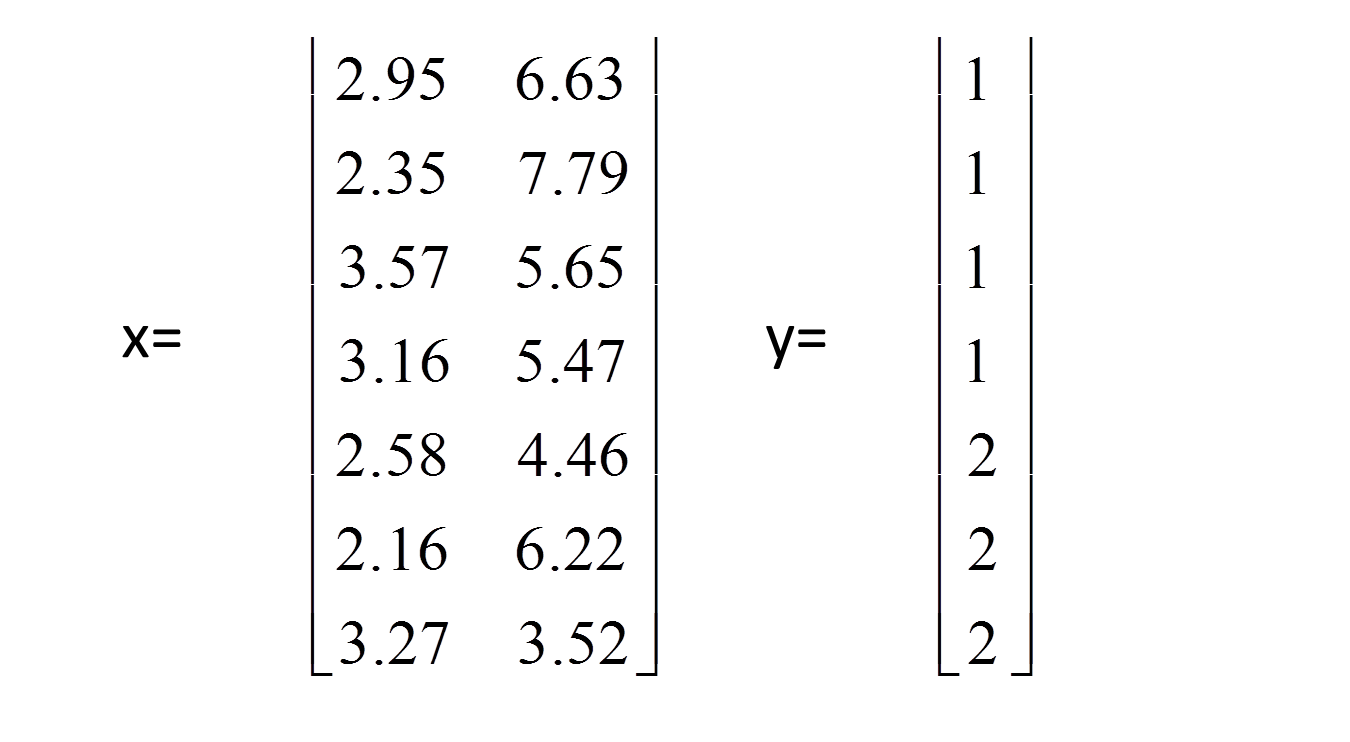 2.95 6.63 1
2.35 7.79 1
3.57 5.65 1
x= y=
3.16 5.47 1
2.58 4.46 2
2.16 6.22 2
3.27 3.52 2